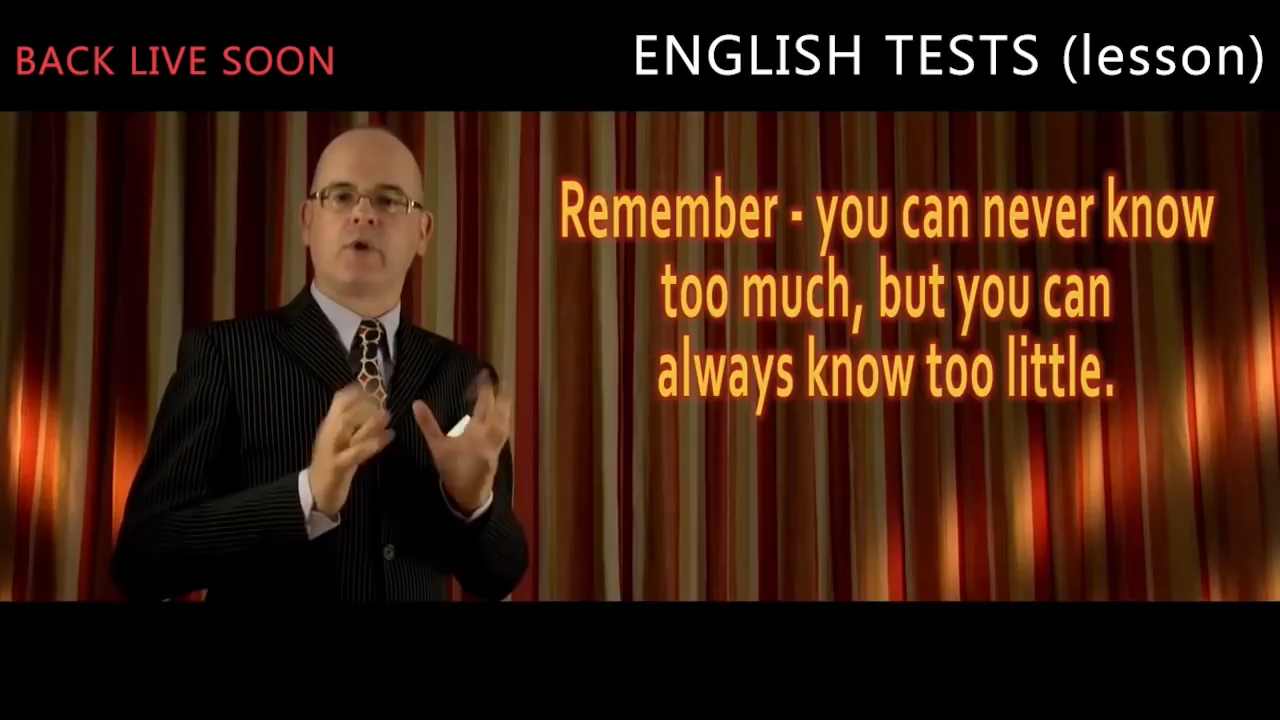 BACK LIVE SOON
ENGLISH TESTS (lesson)
Remember - you can never know
too much, but you can
always know too little.